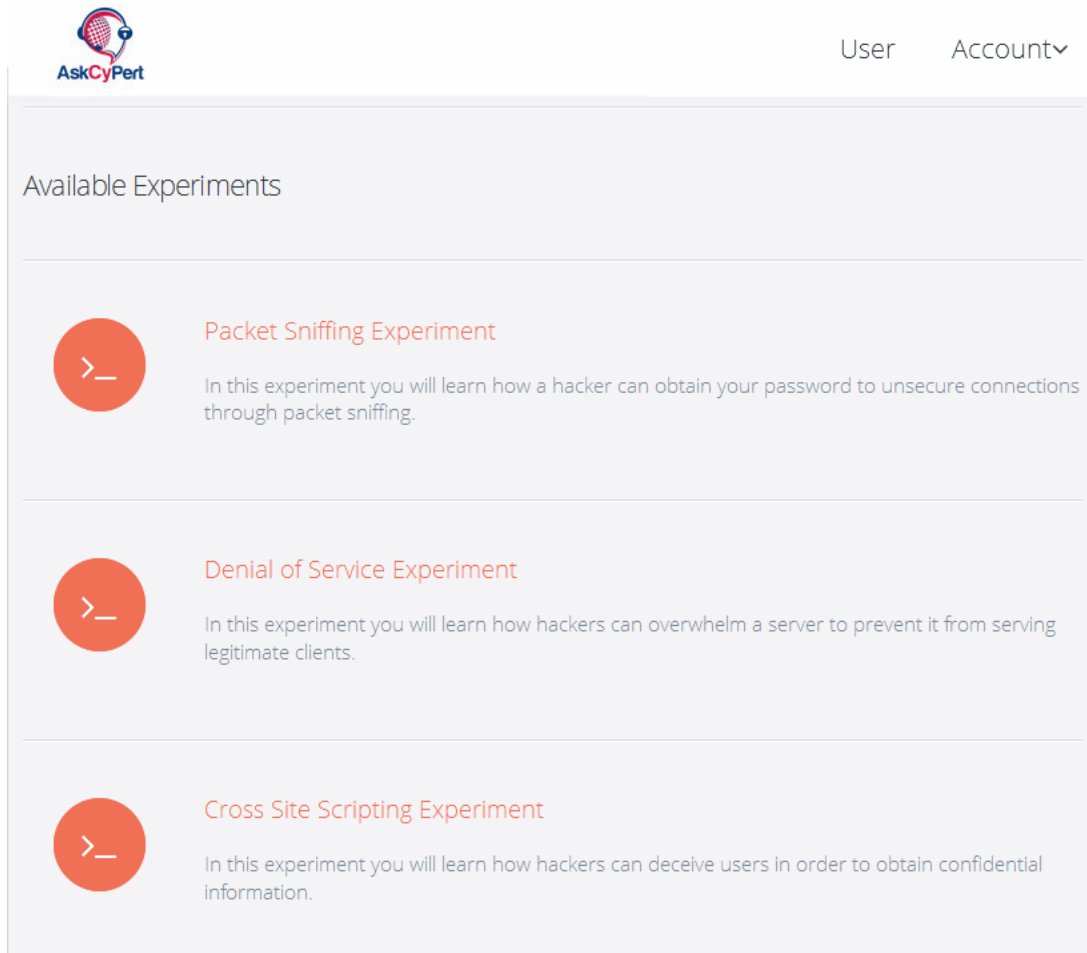 AskCyPert
User Account
Available Experiments
>_
Packet Sniffing Experiment
In this experiment you will learn how a hacker can obtain your password to unsecure connections
through packet sniffing.
>_
Denial of Service Experiment
In this experiment you will learn how hackers can overwhelm a server to prevent it from serving
legitimate clients.
>_
Cross Site Scripting Experiment
In this experiment you will learn how hackers can deceive users in order to obtain confidential
information.